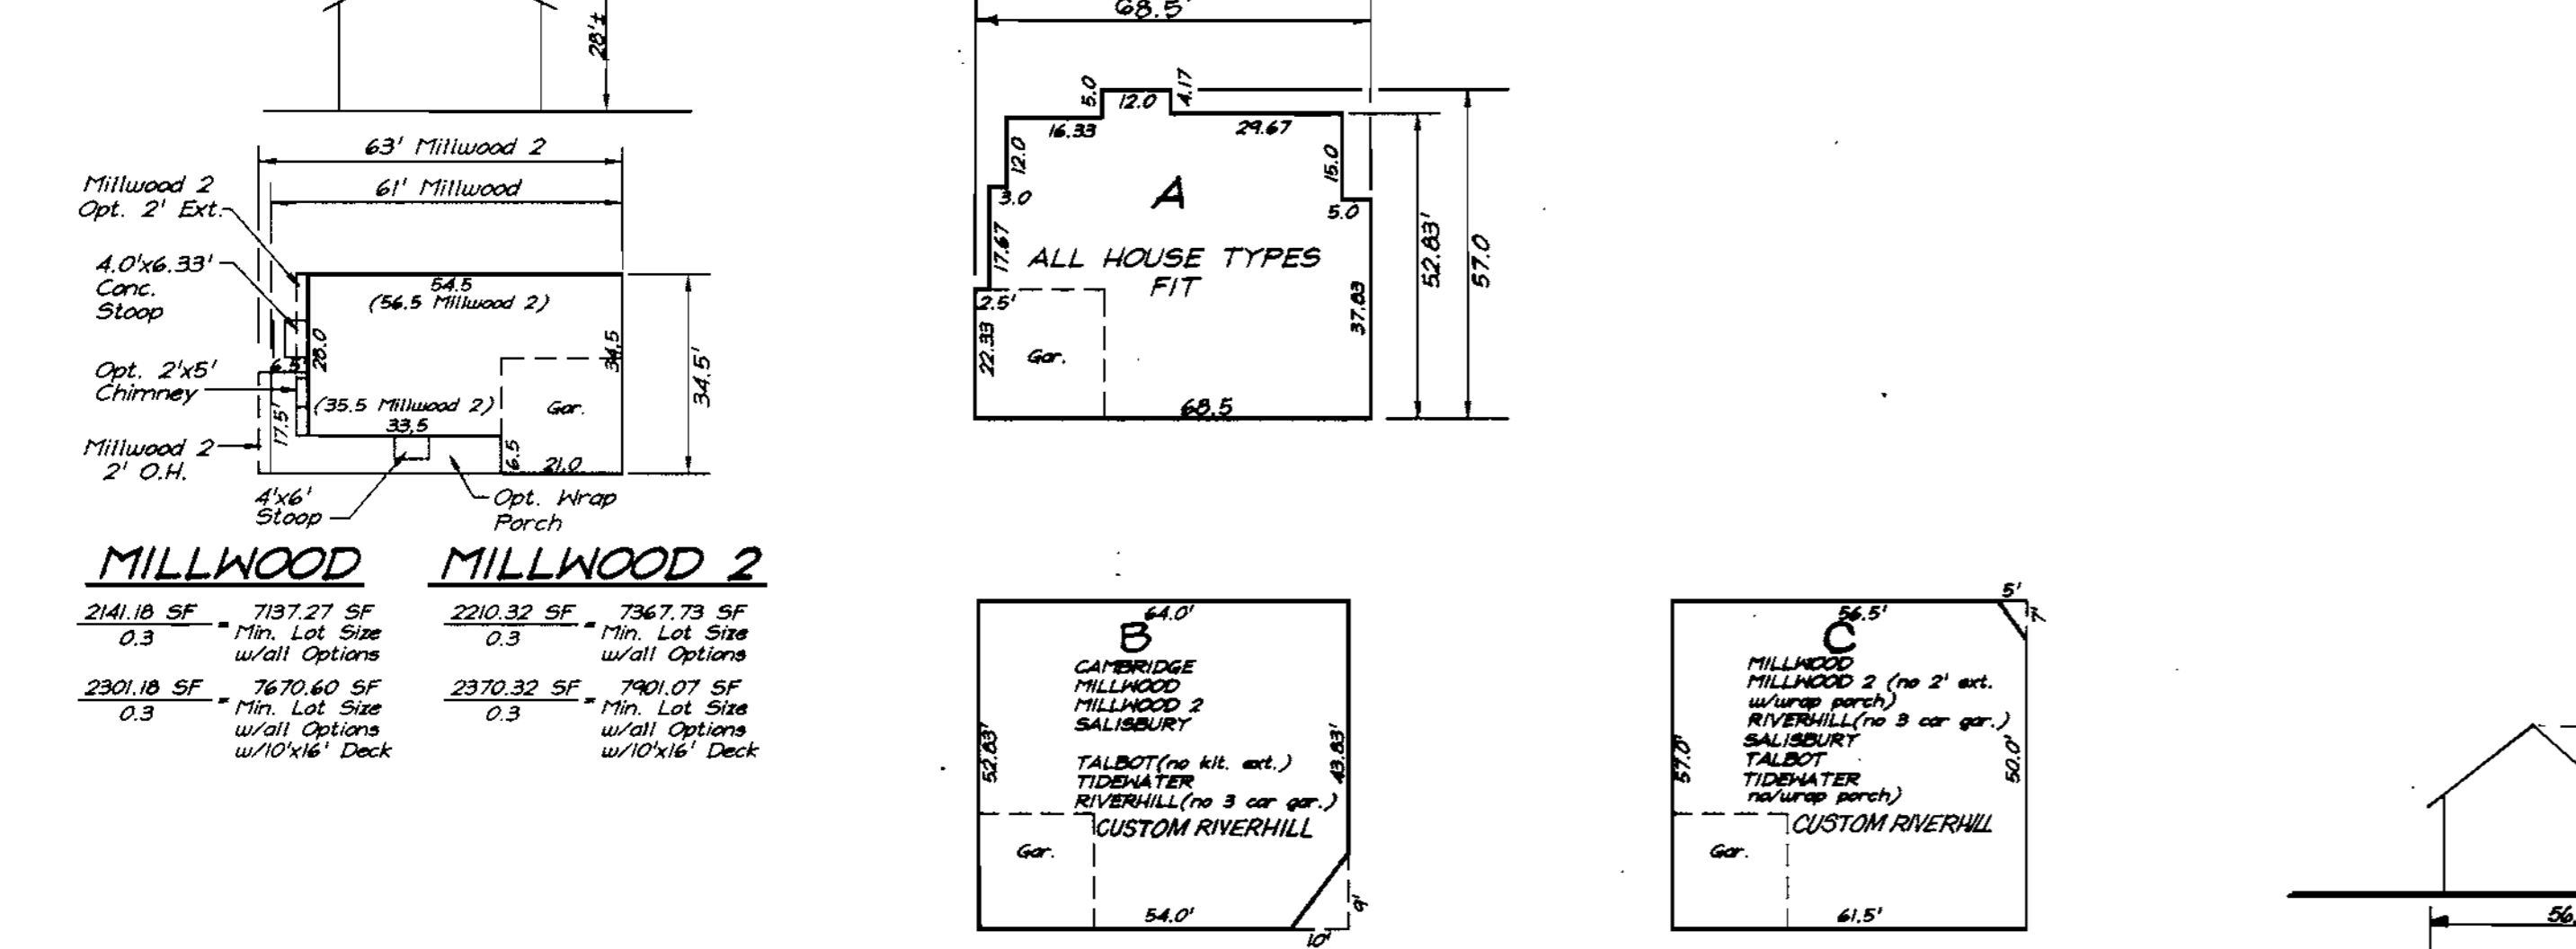 28'±
63' Millwood 2
61' Millwood
Millwood 2
Opt. 2' Ext.
4.0'x6.33'
Conc.
Stoop
Opt. 2'x5'
Chimney
Millwood 2
2' O.H.
54.5
(56.5 Millwood 2)
28.0
6.5
34.5
34.5'
(35.5 Millwood 2)
33.5
Gar.
17.5'
6.5
21.0
4'x6'
Stoop
Opt. Wrap
Porch
MILLWOOD
2141.18 SF
0.3
=
7137.27 SF
Min. Lot Size
w/all Options
2301.18 SF
0.3
=
7670.60 SF
Min. Lot Size
w/all Options
w/10'x16' Deck
MILLWOOD 2
2210.32 SF
0.3
=
7367.73 SF
Min. Lot Size
w/all Options
2370.32 SF
0.3
=
7901.07 SF
Min. Lot Size
w/all Options
w/10'x16' Deck
68.5'
5.0
12.0
4.17
16.33
29.67
12.0
15.0
3.0
A
5.0
17.67
ALL HOUSE TYPES
FIT
52.83'
57.0
2.5'
22.33
Gar.
37.83
68.5
64.0'
B
CAMBRIDGE
MILLWOOD
MILLWOOD 2
SALISBURY
TALBOT(no kit. ext.)
TIDEWATER
RIVERHILL(no 3 car gar.)
CUSTOM RIVERHILL
52.83'
43.83'
Gar.
54.0'
9'
10'
56.5'
5'
7'
C
MILLWOOD
MILLWOOD 2 (no 2' ext.
w/wrap porch)
RIVERHILL(no 3 car gar.)
SALISBURY
TALBOT
TIDEWATER
no/wrap porch)
CUSTOM RIVERHILL
57.0'
50.0'
Gar.
61.5'
56.